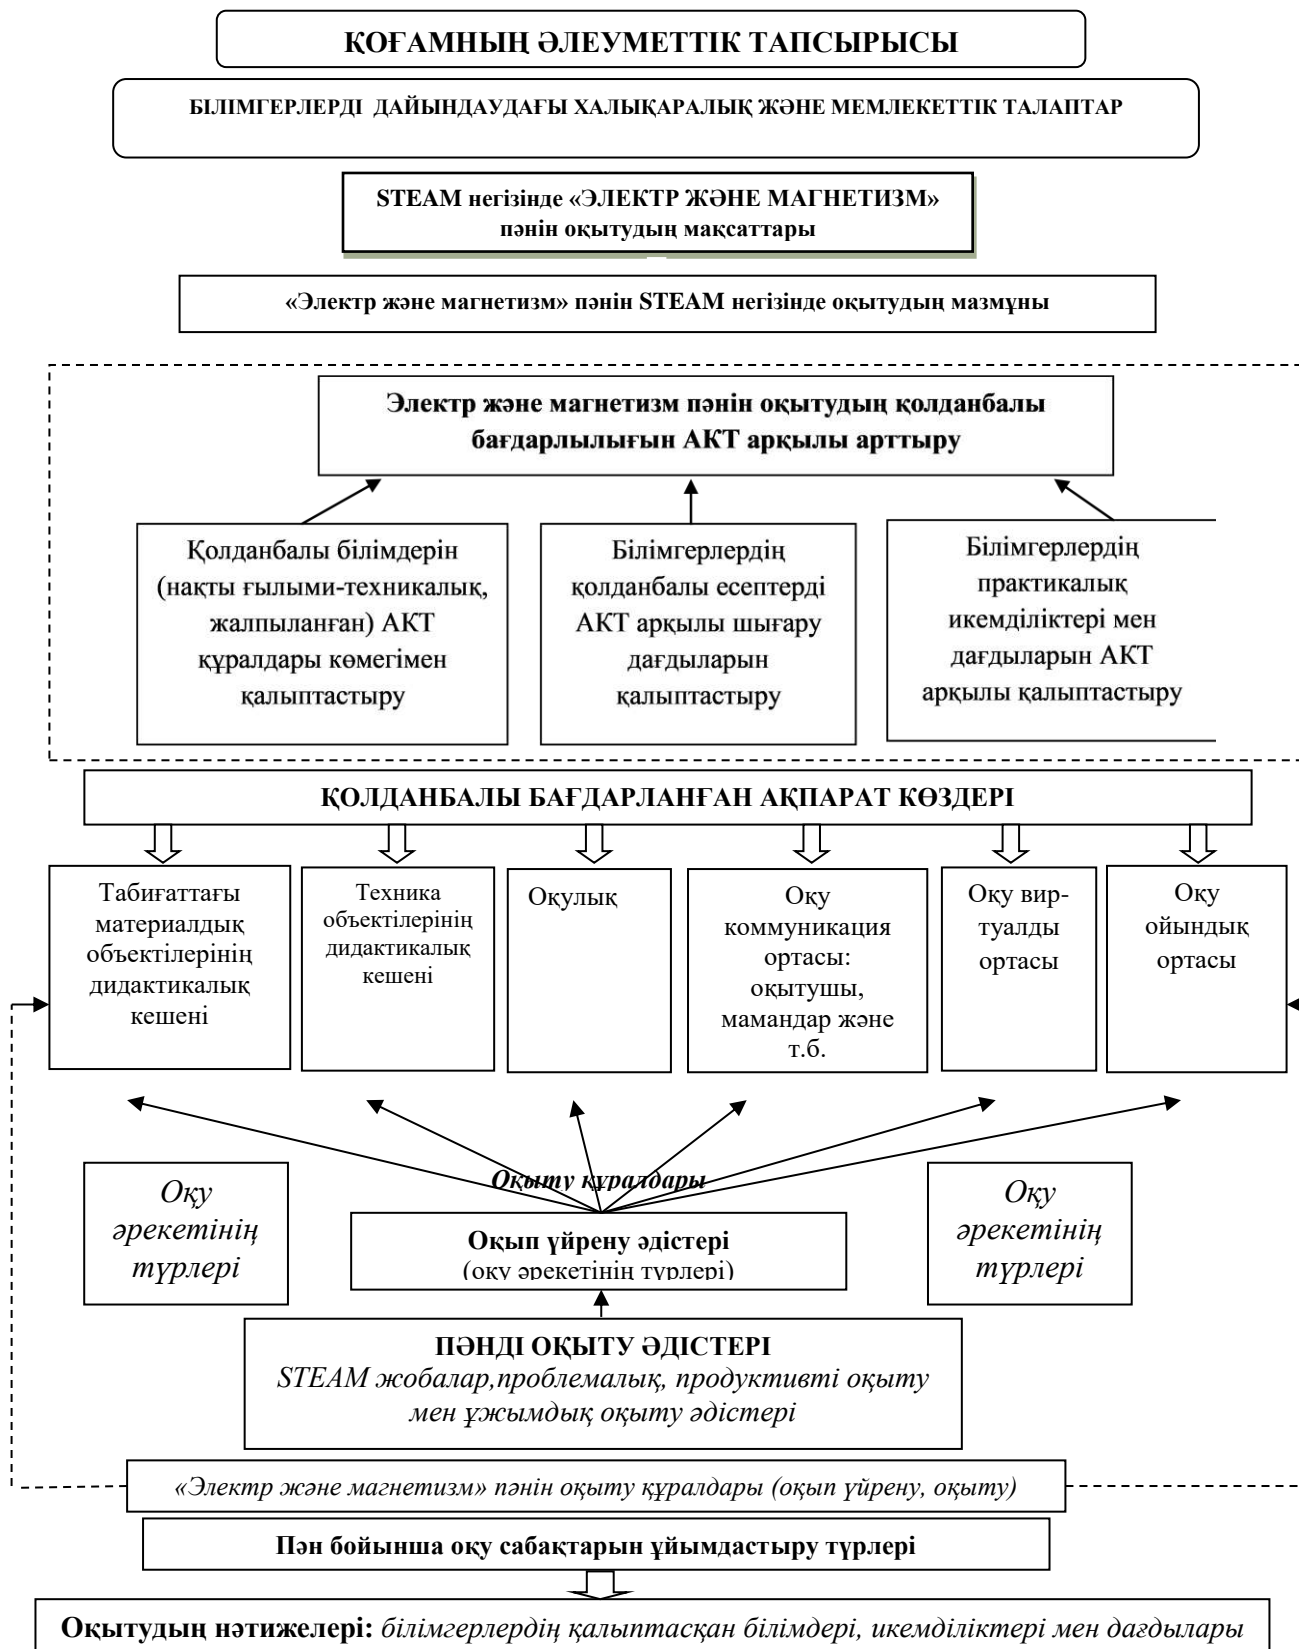 ҚОҒАМНЫҢ ӘЛЕУМЕТТІК ТАПСЫРЫСЫ
БІЛІМГЕРЛЕРДІ ДАЙЫНДАУДАҒЫ ХАЛЫҚАРАЛЫҚ ЖӘНЕ МЕМЛЕКЕТТІК ТАЛАПТАР
STEAM негізінде «ЭЛЕКТР ЖӘНЕ МАГНЕТИЗМ»
пәнін оқытудың мақсаттары
«Электр және магнетизм» пәнін STEAM негізінде оқытудың мазмұны
Электр және магнетизм пәнін оқытудың қолданбалы
бағдарлылығын АКТ арқылы арттыру
Қолданбалы білімдерін
(нақты ғылыми-техникалық,
жалпыланған) АКТ
құралдары көмегімен
қалыптастыру
Білімгерлердің
қолданбалы есептерді
АКТ арқылы шығару
дағдыларын
қалыптастыру
Білімгерлердің
практикалық
икемділіктері мен
дағдыларын АКТ
арқылы қалыптастыру
ҚОЛДАНБАЛЫ БАҒДАРЛАНҒАН АҚПАРАТ КӨЗДЕРІ
Табиғаттағы
материалдық
объектілерінің
дидактикалық
кешені
Техника
объектілерінің
дидактикалық
кешені
Оқулық
Оқу
коммуникация
ортасы:
оқытушы,
мамандар және
т.б.
Оқу вир-
туалды
ортасы
Оқу
ойындық
ортасы
Оқыту құралдары
Оқу
әрекетінің
түрлері
Оқып үйрену әдістері
(оқу әрекетінің түрлері)
Оқу
әрекетінің
түрлері
ПӘНДІ ОҚЫТУ ӘДІСТЕРІ
STEAM жобалар,проблемалық, продуктивті оқыту
мен ұжымдық оқыту әдістері
«Электр және магнетизм» пәнін оқыту құралдары (оқып үйрену, оқыту)
Пән бойынша оқу сабақтарын ұйымдастыру түрлері
Оқытудың нәтижелері: білімгерлердің қалыптасқан білімдері, икемділіктері мен дағдылары